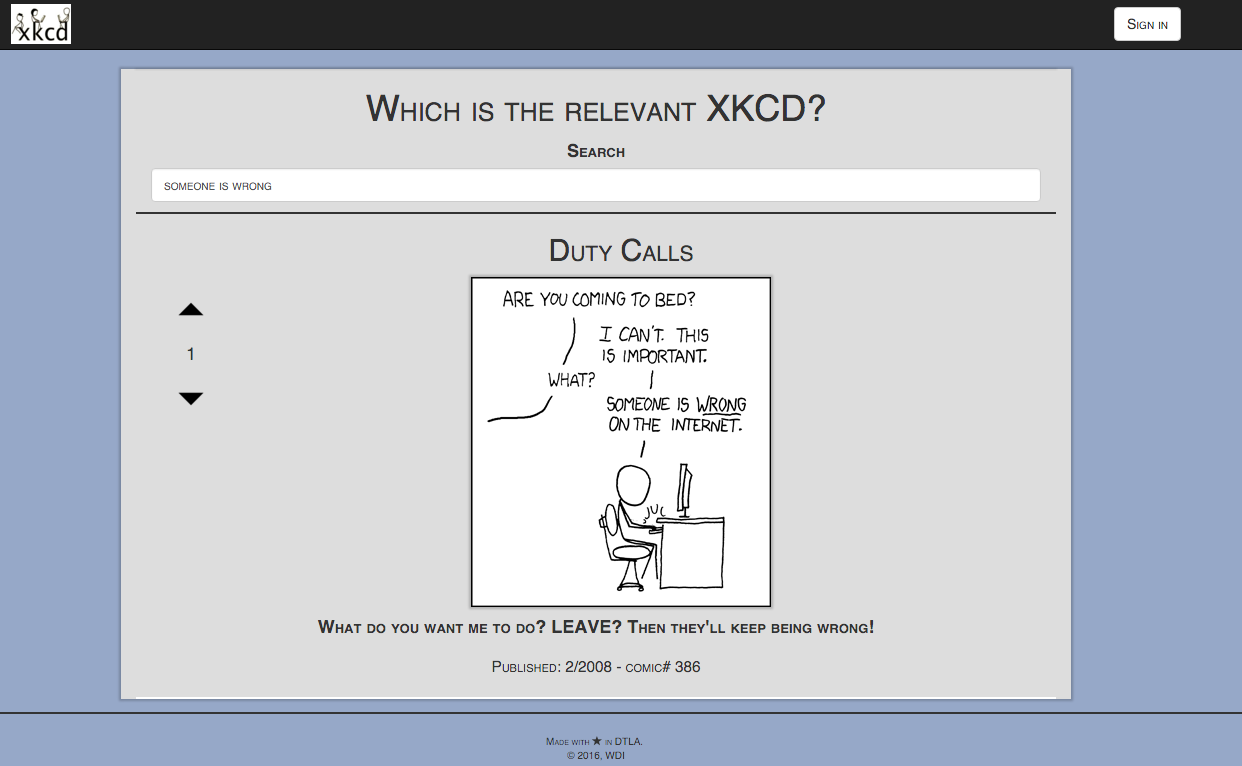 xkcd
Sign in
Which is the relevant XKCD?
Search
someone is wrong
Duty Calls
ARE YOU COMING TO BED?
I CAN'T. THIS
IS IMPORTANT.
WHAT?
SOMEONE IS WRONG
ON THE INTERNET.
1
What do you want me to do? LEAVE? Then they'll keep being wrong!
Published: 2/2008 - comic# 386
Made with ★ in DTLA.
© 2016, WDI